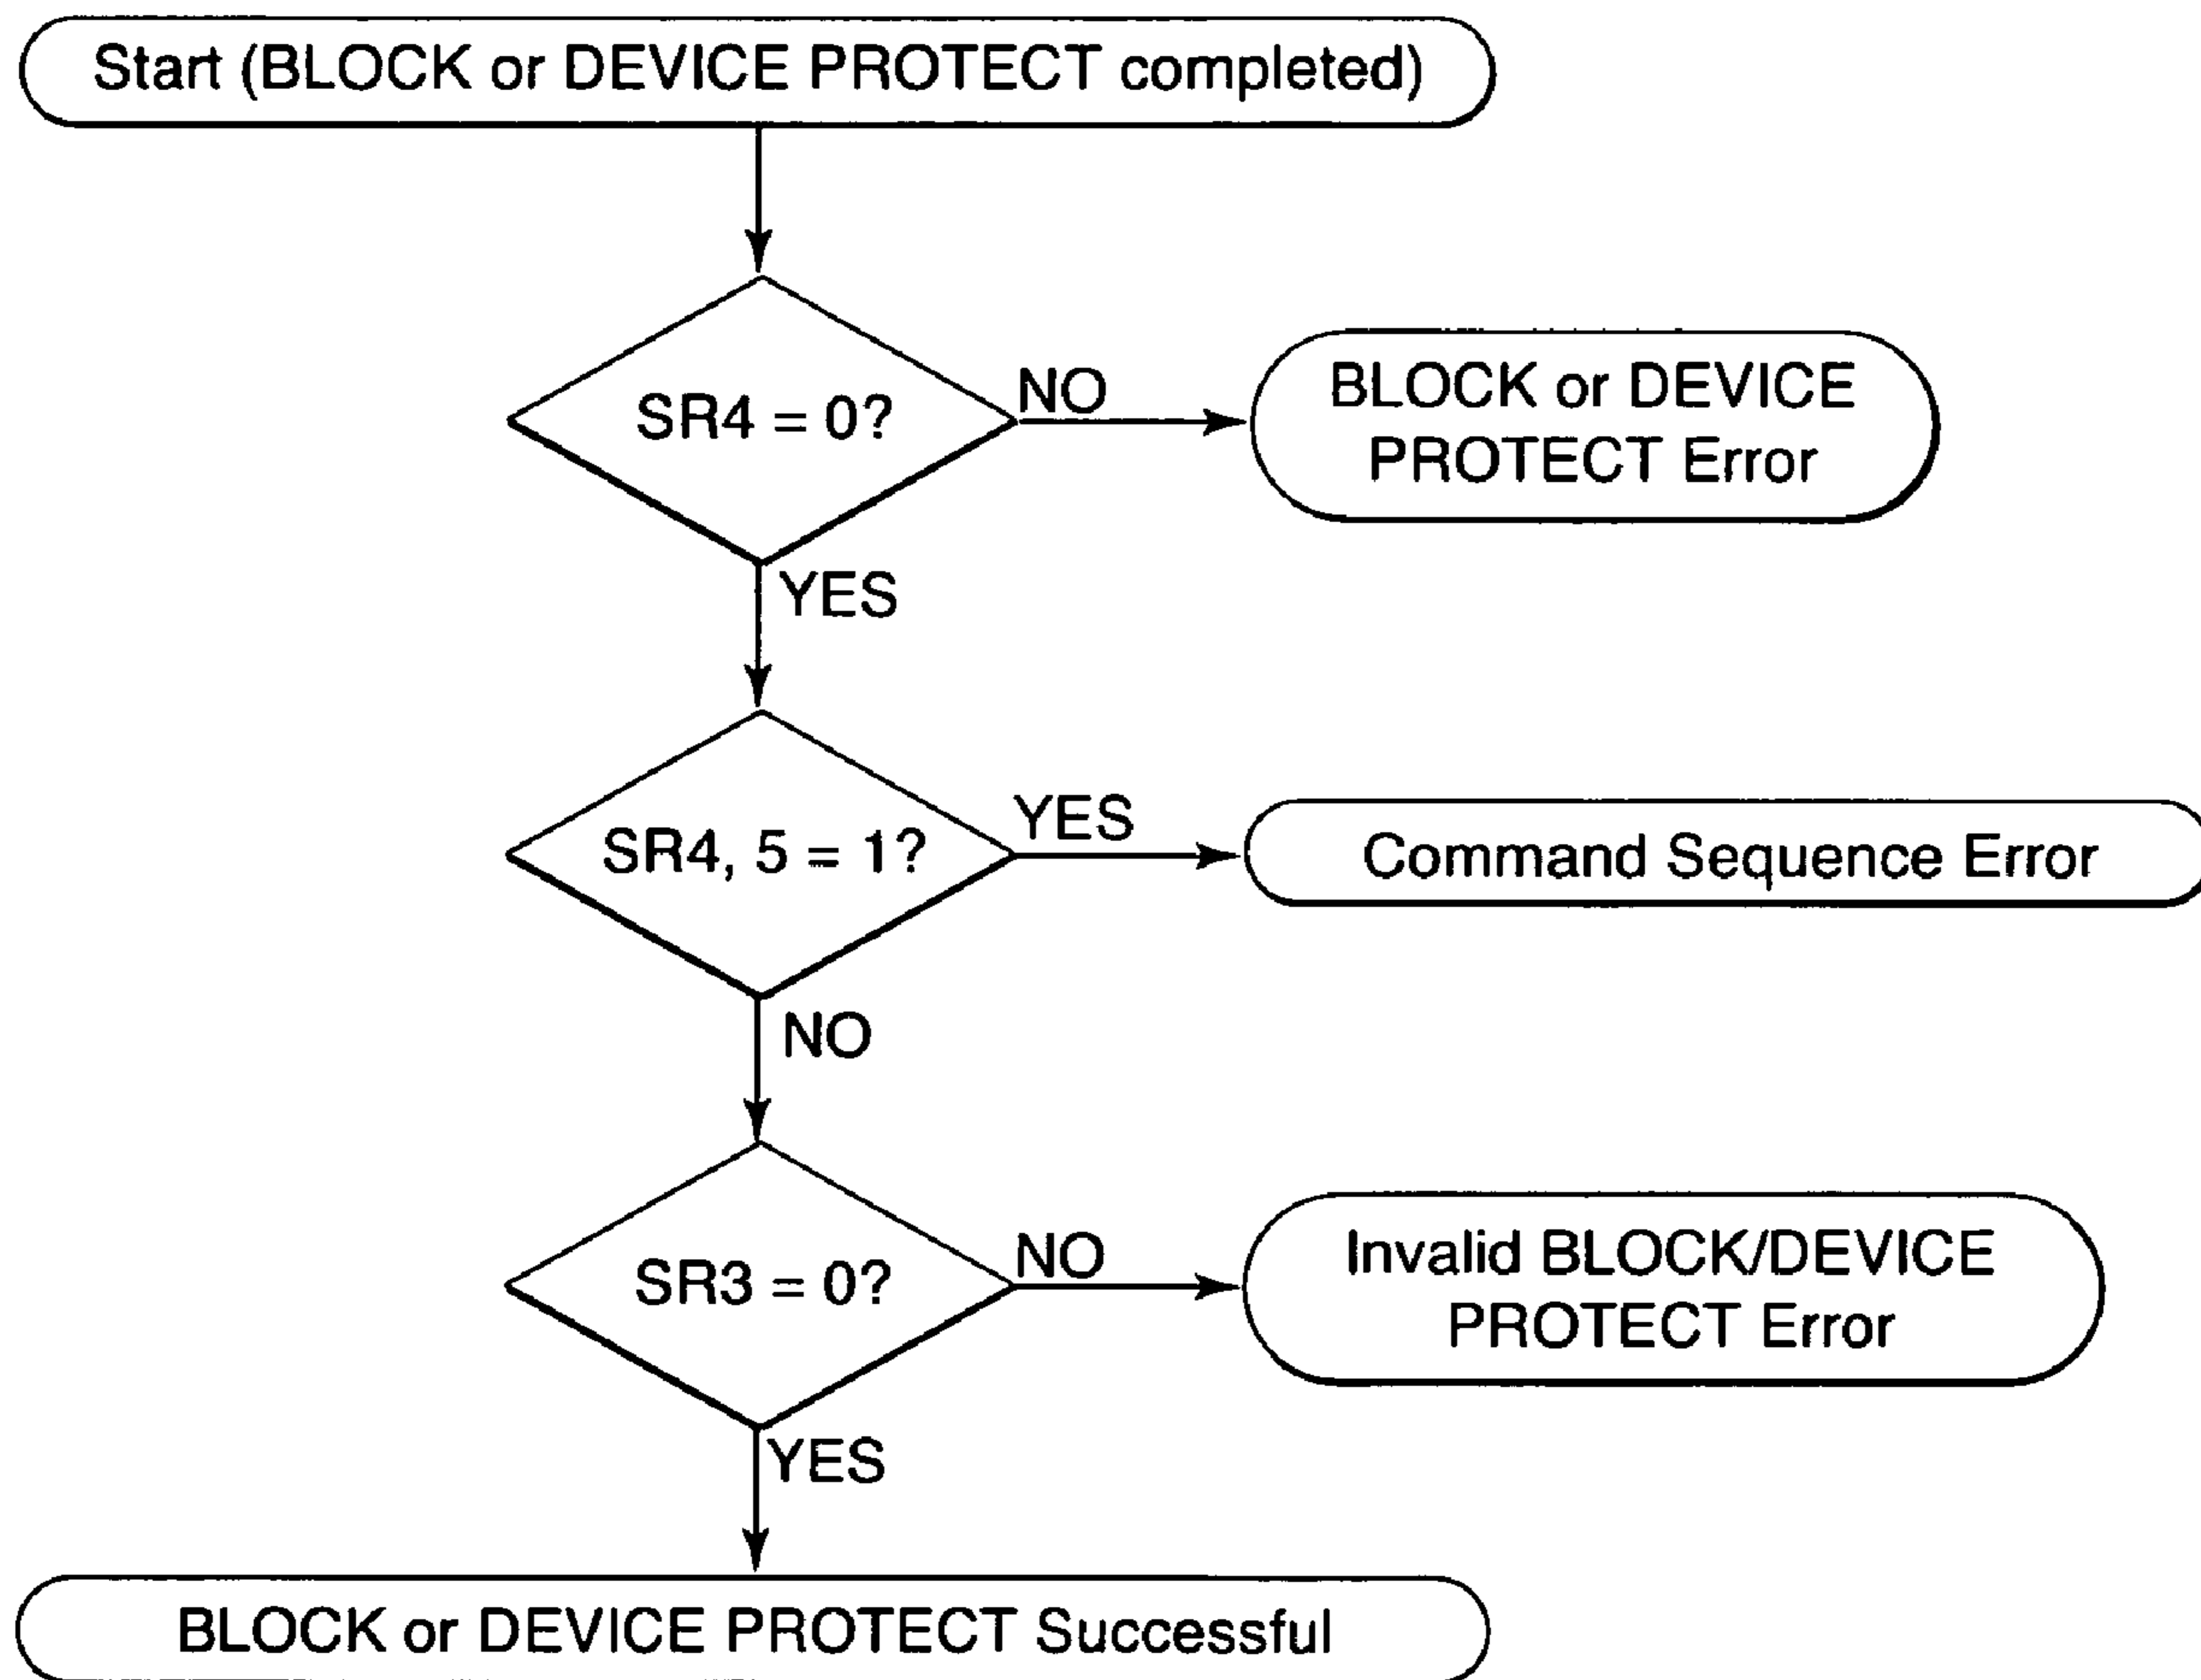 Start (BLOCK or DEVICE PROTECT completed)
SR4 = 0?
NO
BLOCK or DEVICE
PROTECT Error
YES
SR4, 5 = 1?
YES
Command Sequence Error
NO
SR3 = 0?
NO
Invalid BLOCK/DEVICE
PROTECT Error
YES
BLOCK or DEVICE PROTECT Successful